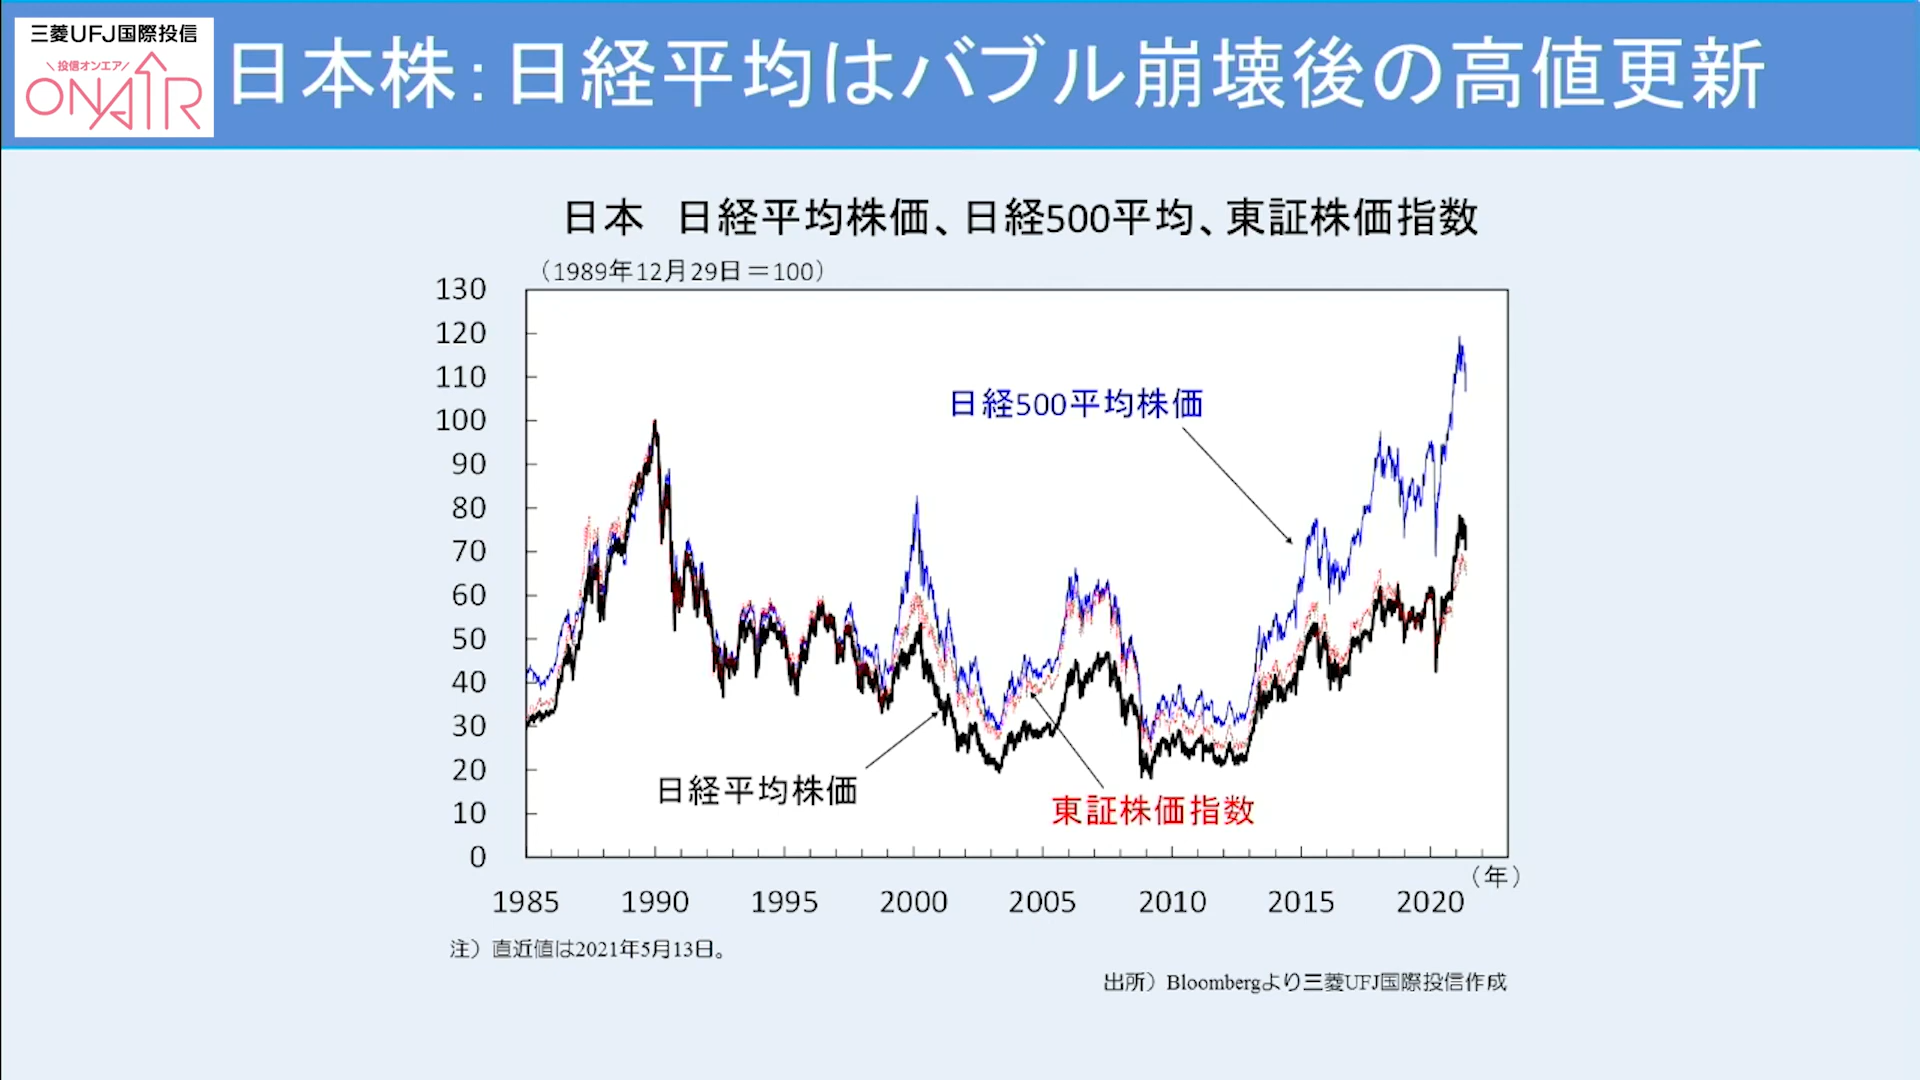 三菱UFJ国際投信
＼投信オンエア／
ONAIR
日本株：日経平均はバブル崩壊後の高値更新
日本　日経平均株価、日経500平均、東証株価指数
（1989年12月29日＝100）
130
120
110
100
90
80
70
60
50
40
30
20
10
0
日経500平均株価
日経平均株価
東証株価指数
1985 1990 1995 2000 2005 2010 2015 2020
（年）
注）直近値は2021年5月13日。
出所）Bloombergより三菱UFJ国際投信作成